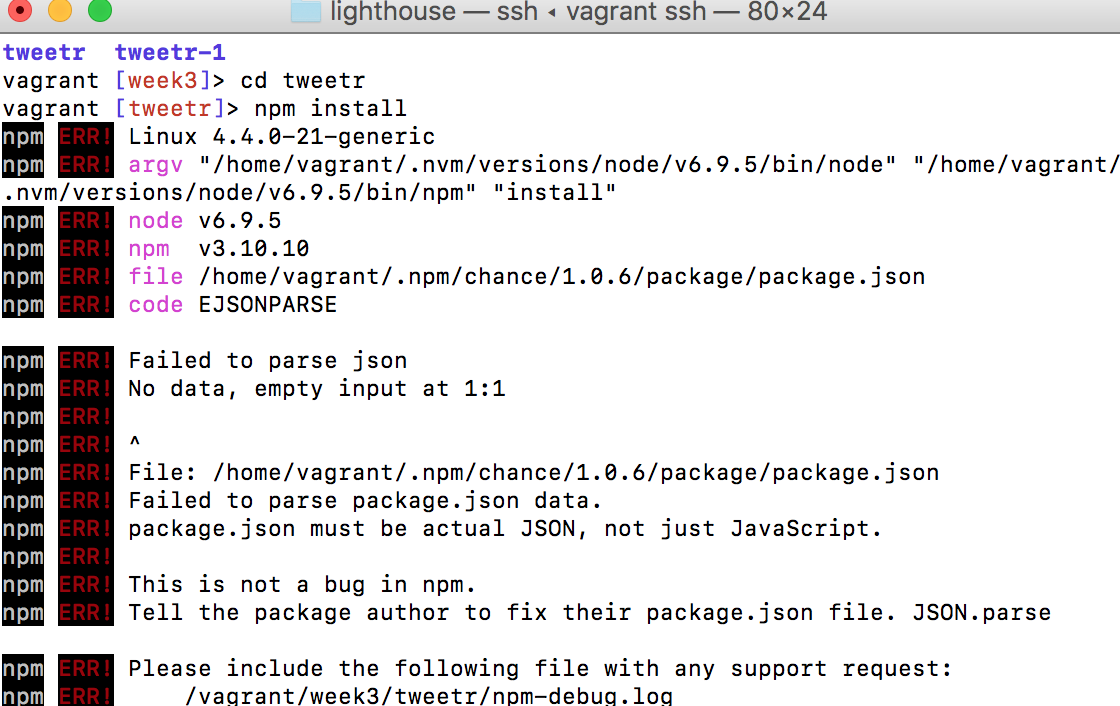 lighthouse — ssh ◂ vagrant ssh — 80×24
tweetr  tweetr-1
vagrant [week3]> cd tweetr
vagrant [tweetr]> npm install
npm ERR! Linux 4.4.0-21-generic
npm ERR! argv "/home/vagrant/.nvm/versions/node/v6.9.5/bin/node" "/home/vagrant/
.nvm/versions/node/v6.9.5/bin/npm" "install"
npm ERR! node v6.9.5
npm ERR! npm  v3.10.10
npm ERR! file /home/vagrant/.npm/chance/1.0.6/package/package.json
npm ERR! code EJSONPARSE
npm ERR! Failed to parse json
npm ERR! No data, empty input at 1:1
npm ERR!
npm ERR! ^
npm ERR! File: /home/vagrant/.npm/chance/1.0.6/package/package.json
npm ERR! Failed to parse package.json data.
npm ERR! package.json must be actual JSON, not just JavaScript.
npm ERR!
npm ERR! This is not a bug in npm.
npm ERR! Tell the package author to fix their package.json file. JSON.parse
npm ERR! Please include the following file with any support request:
npm ERR!     /vagrant/week3/tweetr/npm-debug.log